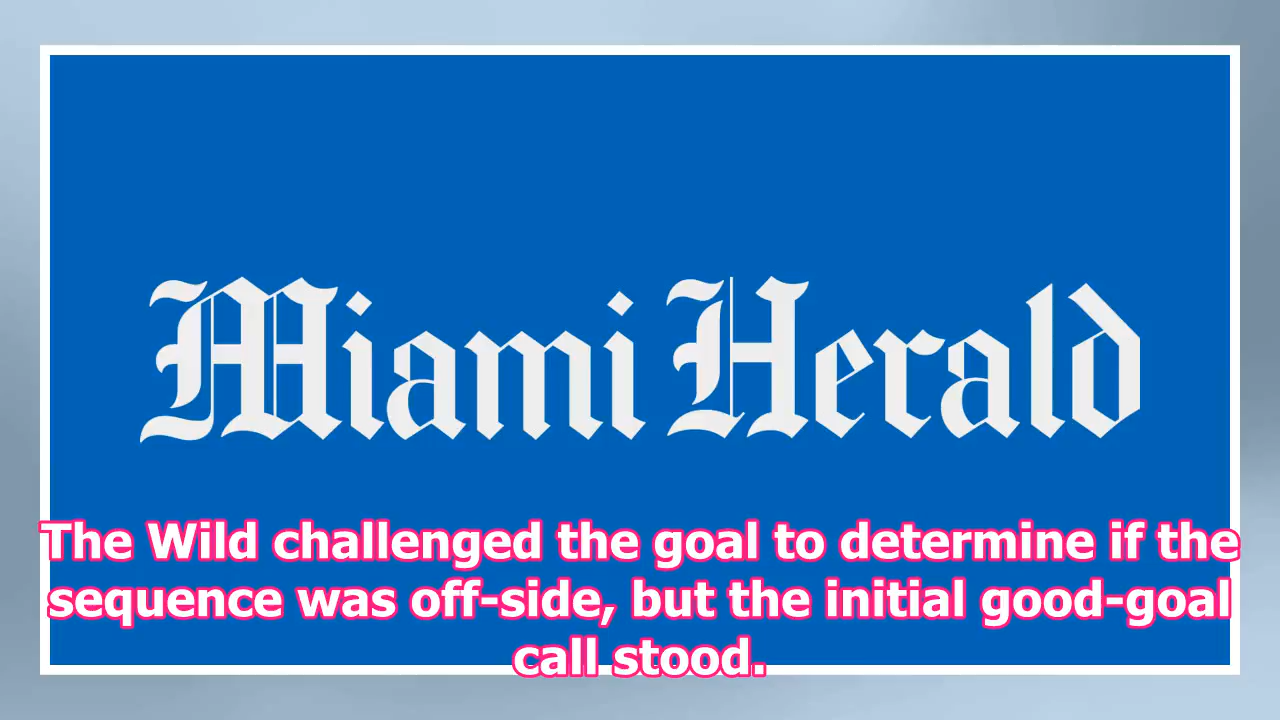 Miami Herald
The Wild challenged the goal to determine if the
sequence was off-side, but the initial good-goal
call stood.